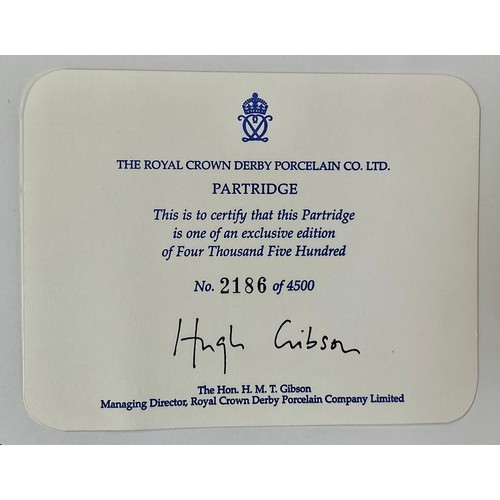 THE ROYAL CROWN DERBY PORCELAIN CO. LTD.
PARTRIDGE
This is to certify that this Partridge
is one of an exclusive edition
of Four Thousand Five Hundred
No. 2186 of 4500
Hugh Gibson
The Hon. H. M. T. Gibson
Managing Director, Royal Crown Derby Porcelain Company Limited